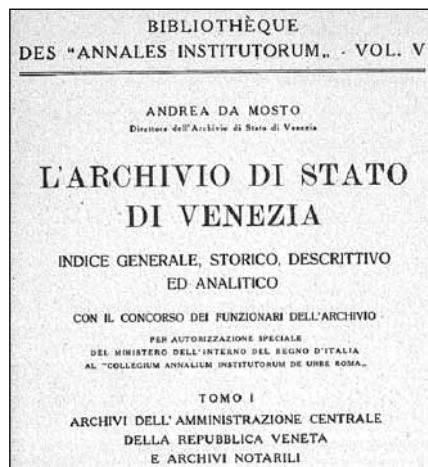 BIBLIOTHÈQUE
DES "ANNALES INSTITUTORUM„ - VOL. V
ANDREA DA MOSTO
Direttore dell'Archivio di Stato di Venezia
L'ARCHIVIO DI STATO
DI VENEZIA
INDICE GENERALE, STORICO, DESCRITTIVO
ED ANALITICO
CON IL CONCORSO DEI FUNZIONARI DELL'ARCHIVIO
PER AUTORIZZAZIONE SPECIALE
DEL MINISTERO DELL'INTERNO DEL REGNO D'ITALIA
AL "COLLEGIUM ANNALIUM INSTITUTORUM DE URBE ROMA„
TOMO I
ARCHIVI DELL'AMMINISTRAZIONE CENTRALE
DELLA REPUBBLICA VENETA
E ARCHIVI NOTARILI